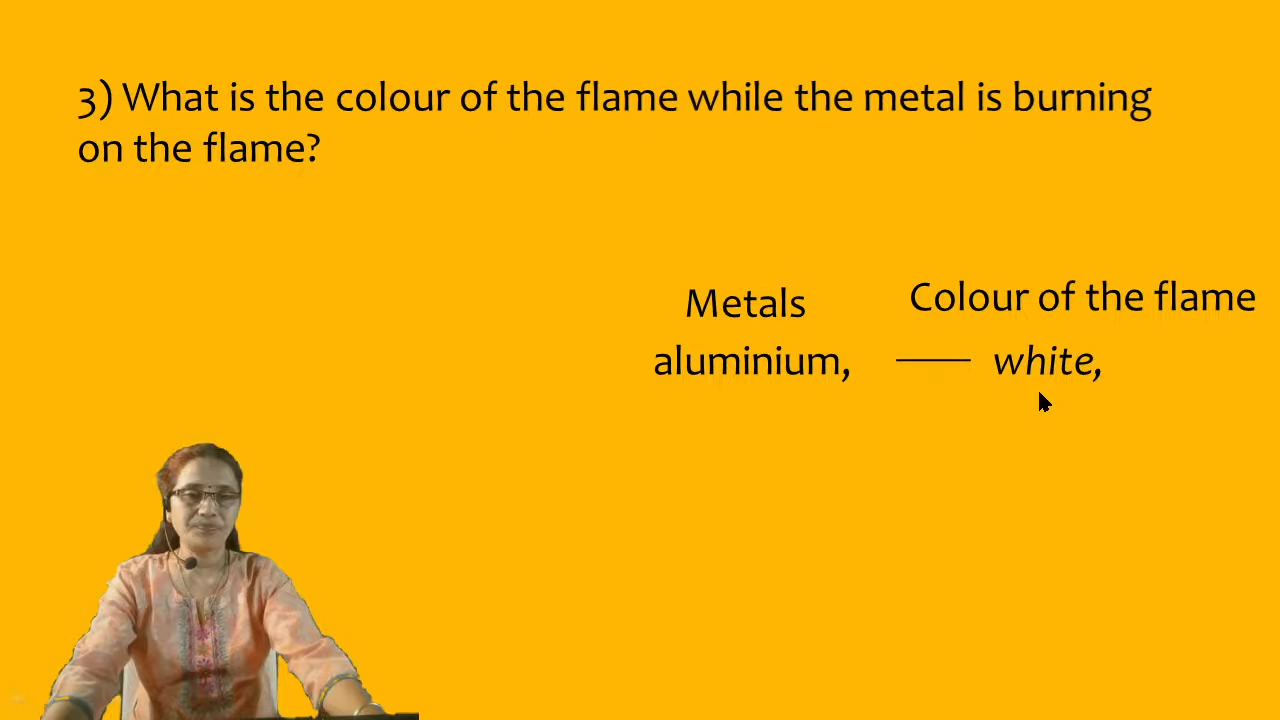 3) What is the colour of the flame while the metal is burning
on the flame?
Metals Colour of the flame
aluminium, —— white,